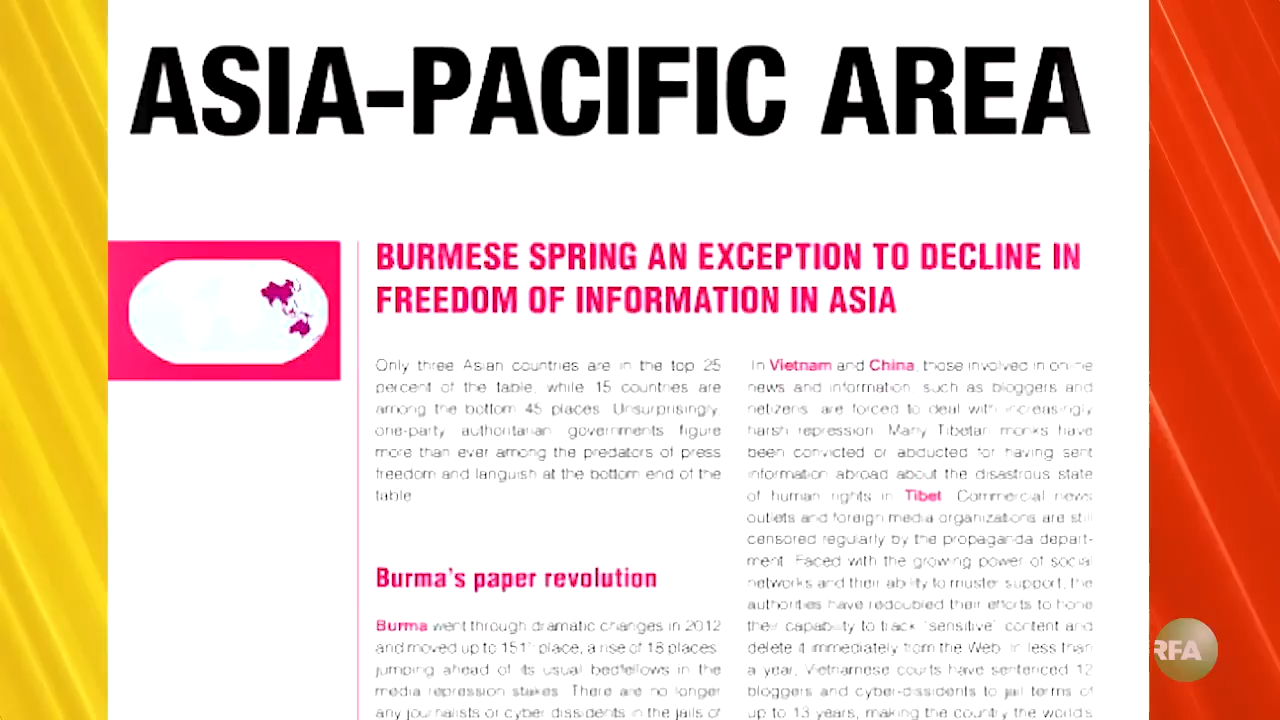 ASIA-PACIFIC AREA
BURMESE SPRING AN EXCEPTION TO DECLINE IN
FREEDOM OF INFORMATION IN ASIA
Only three Asian countries are in the top 25
percent of the table, while 15 countries are
among the bottom 45 places. Unsurprisingly,
one-party authoritarian governments figure
more than ever among the predators of press
freedom and languish at the bottom end of the
table.
Burma's paper revolution
Burma went through dramatic changes in 2012
and moved up to 151st place, a rise of 18 places,
jumping ahead of its usual bedfellows in the
media repression stakes. There are no longer
any journalists or cyber dissidents in the jails of
In Vietnam and China, those involved in online
news and information, such as bloggers and
netizens, are forced to deal with increasingly
harsh repression. Many Tibetan monks have
been convicted or abducted for having sent
information abroad about the disastrous state
of human rights in Tibet. Commercial news
outlets and foreign media organizations are still
censored regularly by the propaganda depart-
ment. Faced with the growing power of social
networks and their ability to muster support, the
authorities have redoubled their efforts to hone
their capability to track "sensitive" content and
delete it immediately from the Web. In less than
a year, Vietnamese courts have sentenced 12
bloggers and cyber-dissidents to jail terms of
up to 13 years, making the country the world's
RFA